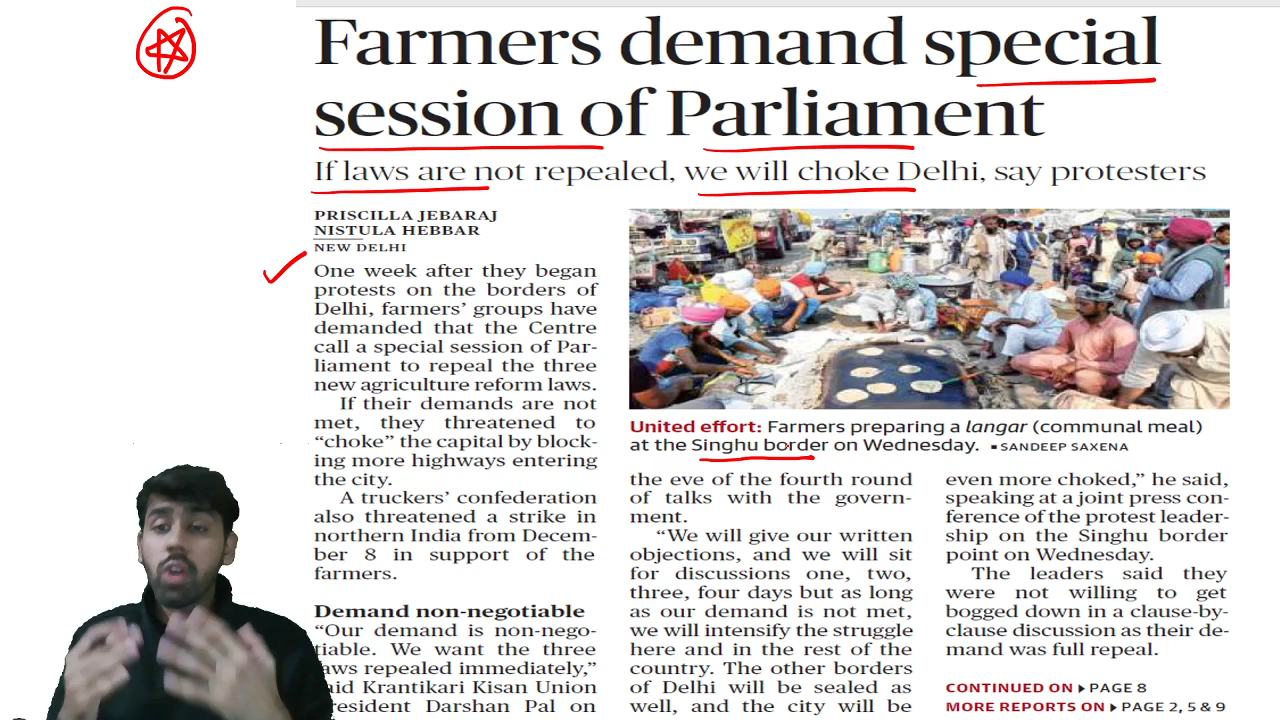 Farmers demand special
session of Parliament
If laws are not repealed, we will choke Delhi, say protesters
PRISCILLA JEBARAJ
NISTULA HEBBAR
NEW DELHI
One week after they began
protests on the borders of
Delhi, farmers' groups have
demanded that the Centre
call a special session of Par-
liament to repeal the three
new agriculture reform laws.
If their demands are not
met, they threatened to
“choke” the capital by block-
ing more highways entering
the city.
A truckers' confederation
also threatened a strike in
northern India from Decem-
ber 8 in support of the
farmers.
Demand non-negotiable
“Our demand is non-nego-
tiable. We want the three
laws repealed immediately,”
said Krantikari Kisan Union
president Darshan Pal on
United effort: Farmers preparing a langar (communal meal)
at the Singhu border on Wednesday. ▪ SANDEEP SAXENA
the eve of the fourth round
of talks with the govern-
ment.
“We will give our written
objections, and we will sit
for discussions one, two,
three, four days but as long
as our demand is not met,
we will intensify the struggle
here and in the rest of the
country. The other borders
of Delhi will be sealed as
well, and the city will be
even more choked,” he said,
speaking at a joint press con-
ference of the protest leader-
ship on the Singhu border
point on Wednesday.
The leaders said they
were not willing to get
bogged down in a clause-by-
clause discussion as their de-
mand was full repeal.
CONTINUED ON ▸ PAGE 8
MORE REPORTS ON ▸ PAGE 2, 5 & 9